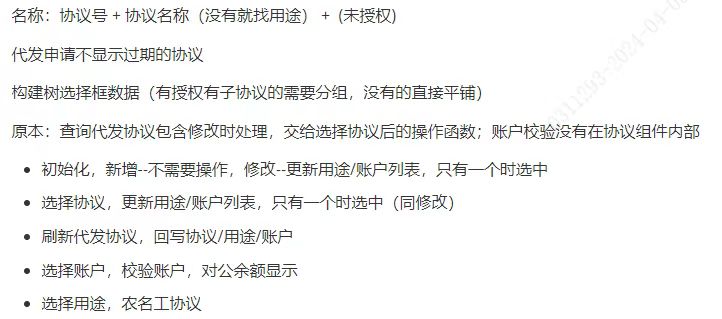 名称：协议号 + 协议名称（没有就找用途） +（未授权）
代发申请不显示过期的协议
构建树选择框数据（有授权有子协议的需要分组，没有的直接平铺）
原本：查询代发协议包含修改时处理，交给选择协议后的操作函数；账户校验没有在协议组件内部
• 初始化，新增--不需要操作，修改--更新用途/账户列表，只有一个时选中
• 选择协议，更新用途/账户列表，只有一个时选中（同修改）
• 刷新代发协议，回写协议/用途/账户
• 选择账户，校验账户，对公余额显示
• 选择用途，农名工协议